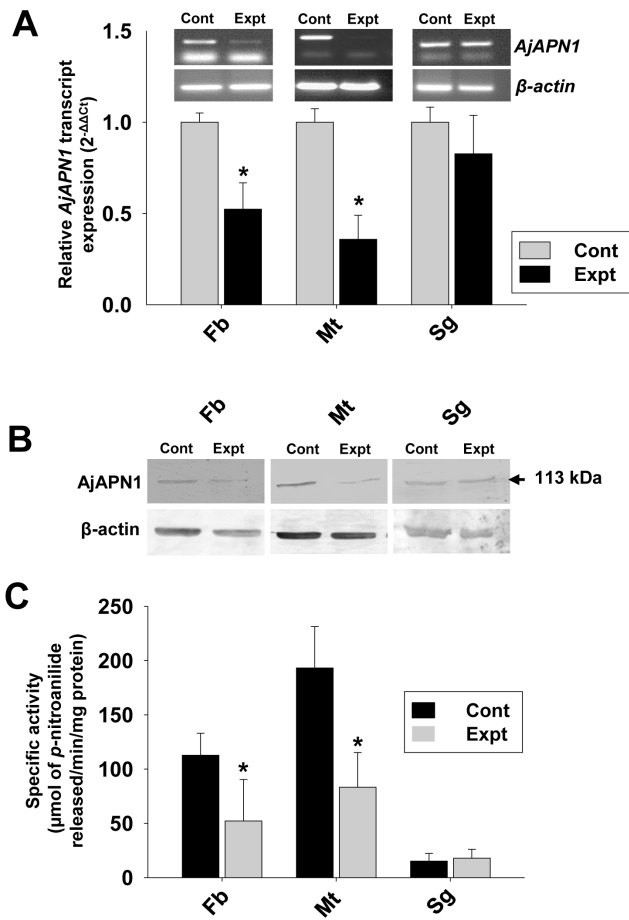 A
Cont Expt Cont Expt Cont Expt
AjAPN1
β-actin
Relative AjAPN1 transcript
expression (2-ΔΔCt)
1.5
1.0
0.5
0.0
* *
Cont
Expt
Fb Mt Sg
B
Fb Mt Sg
Cont Expt Cont Expt Cont Expt
AjAPN1 113 kDa
β-actin
C
Specific activity
(μmol of p-nitroanilide
released/min/mg protein)
250
200
150
100
50
0
* *
Cont
Expt
Fb Mt Sg